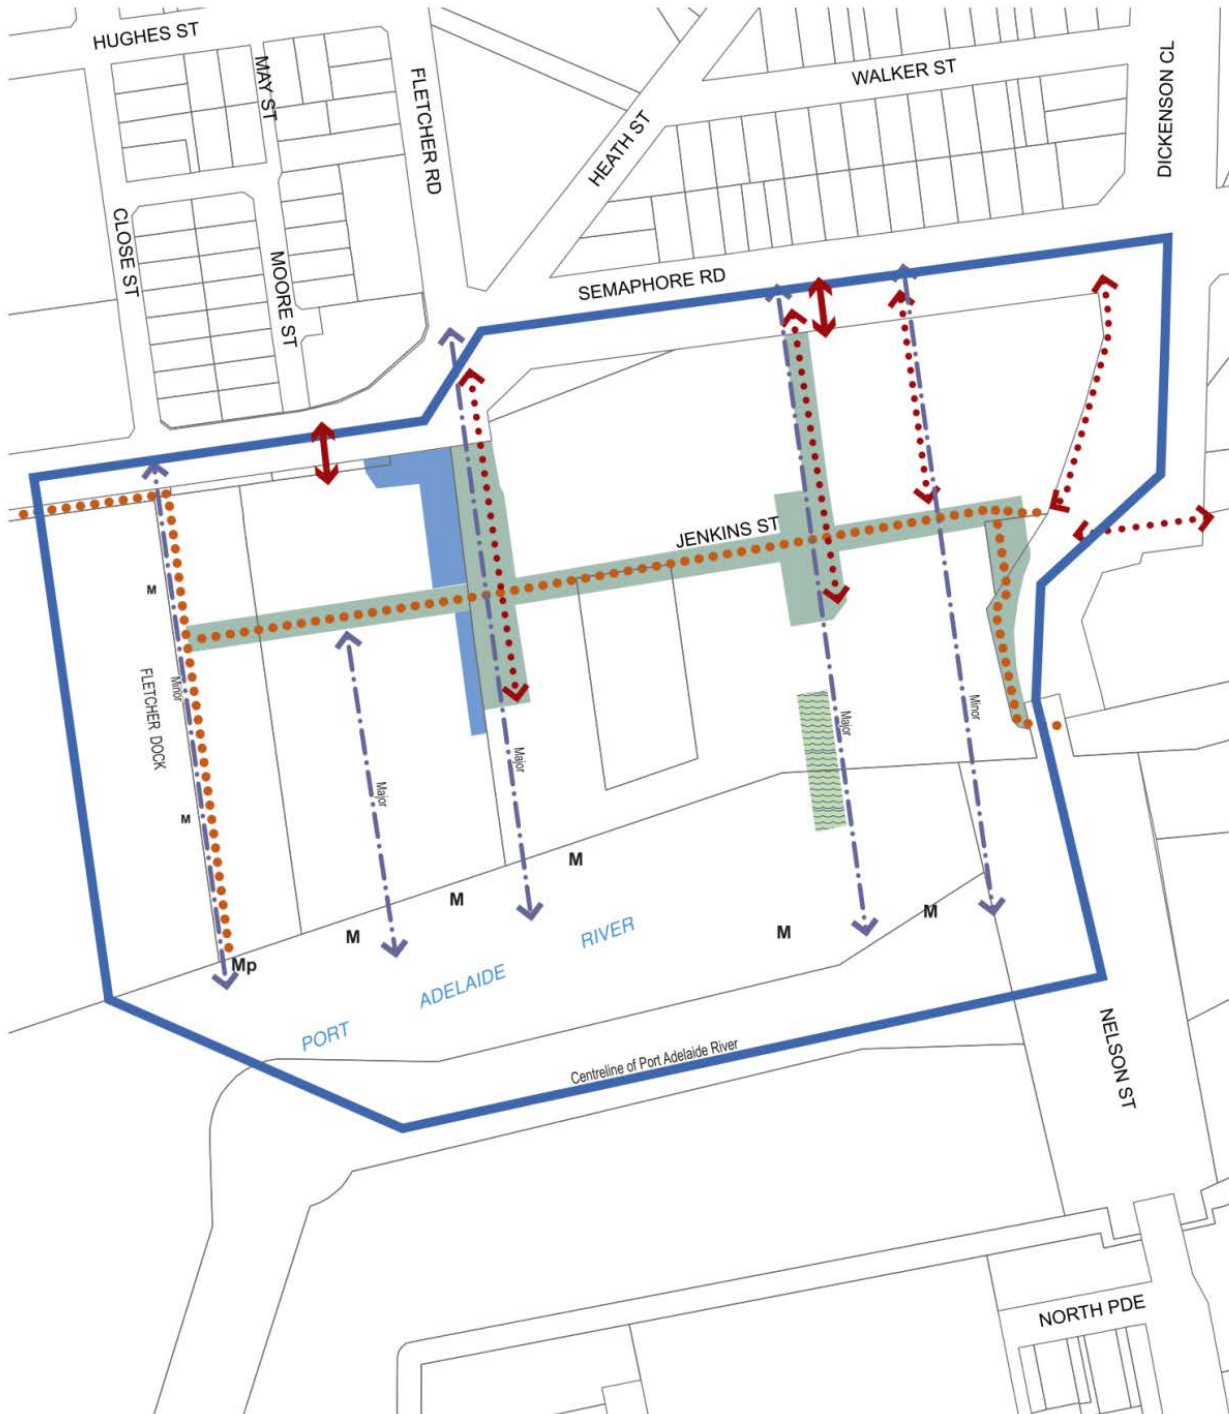 HUGHES ST
MAY ST
FLETCHER RD
WALKER ST
DICKENSON CL
HEATH ST
CLOSE ST
MOORE ST
SEMAPHORE RD
JENKINS ST
M
FLETCHER DOCK
Minor
M
Major
Major
Major
Minor
M
M
M
M
M
Mp
PORT ADELAIDE RIVER
Centreline of Port Adelaide River
NELSON ST
NORTH PDE